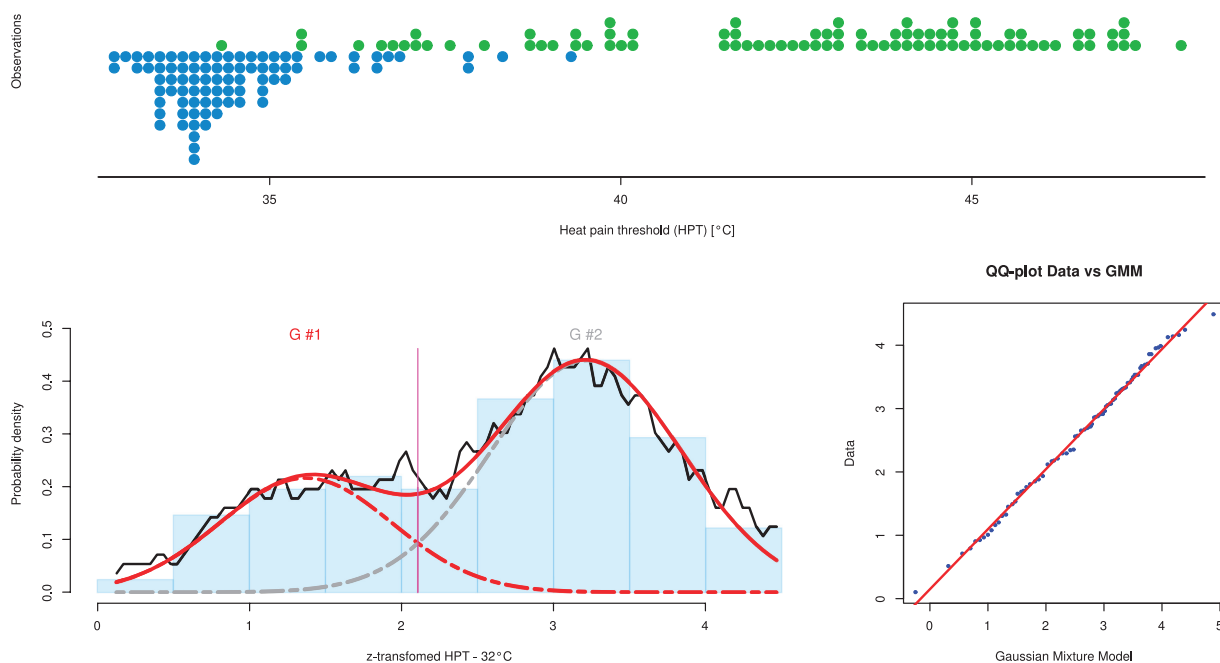 Observations
35 40 45
Heat pain threshold (HPT) [°C]
G #1 G #2
0.5
0.4
0.3
0.2
0.1
0.0
Probability density
0 1 2 3 4
z-transfomed HPT - 32°C
QQ-plot Data vs GMM
4
3
2
1
0
Data
0 1 2 3 4 5
Gaussian Mixture Model